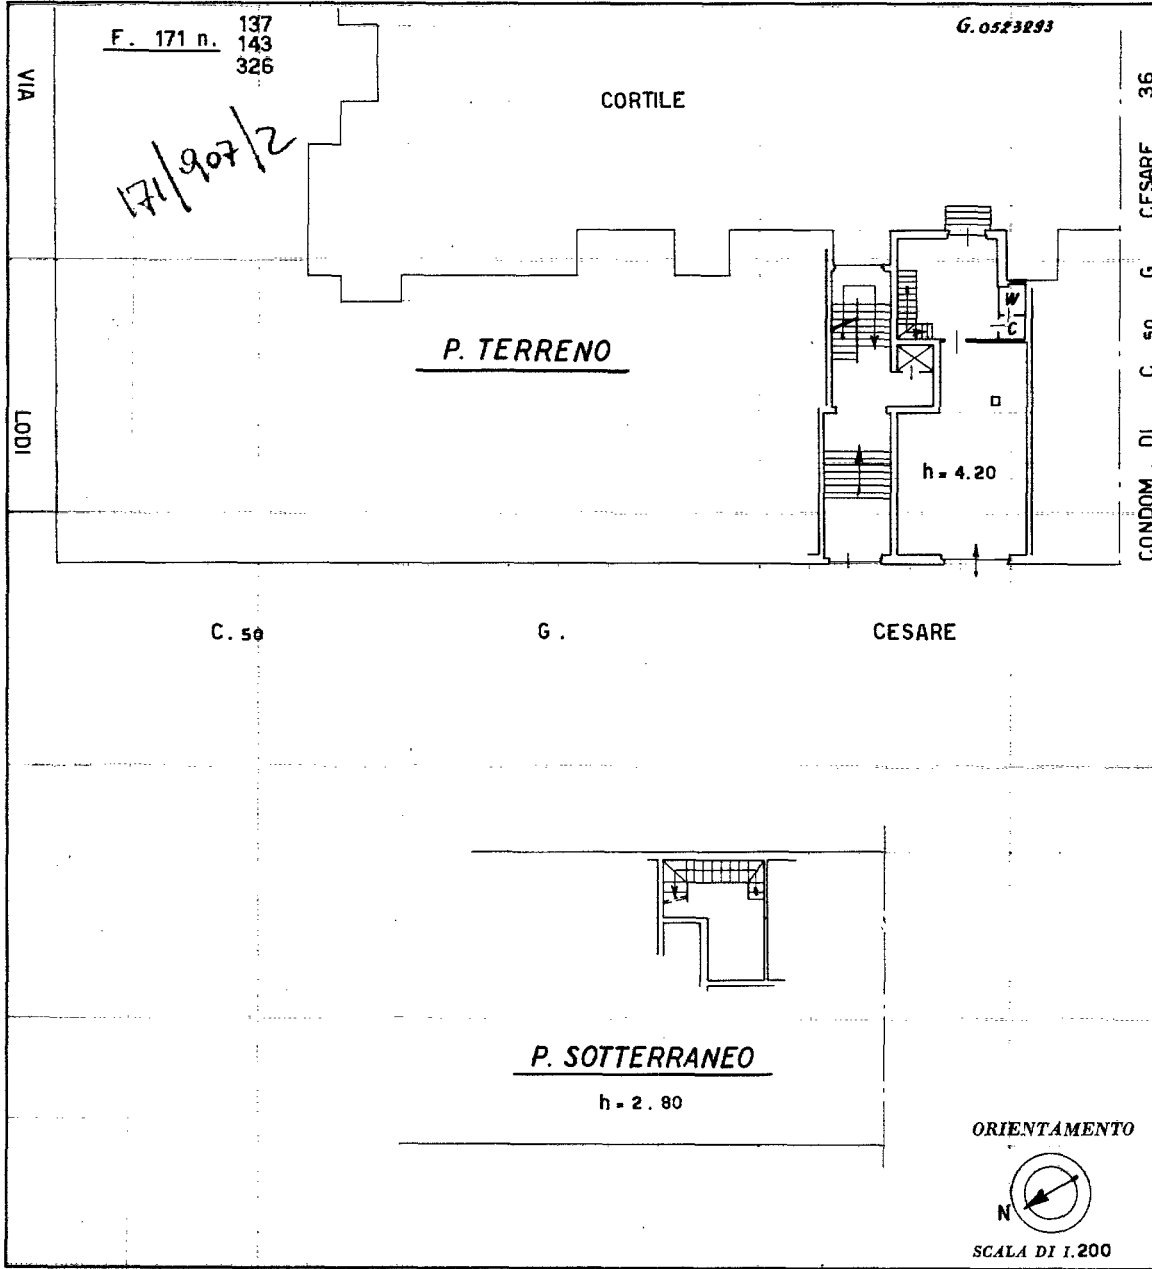 F. 171 n. 137
143
326
G.0523293
VIA
LODI
171/907/2
CORTILE
CONDOM. DI C.so G. CESARE 36
P. TERRENO
W
C
h=4.20
C.so G. CESARE
P. SOTTERRANEO
h=2.80
ORIENTAMENTO
N
SCALA DI 1.200